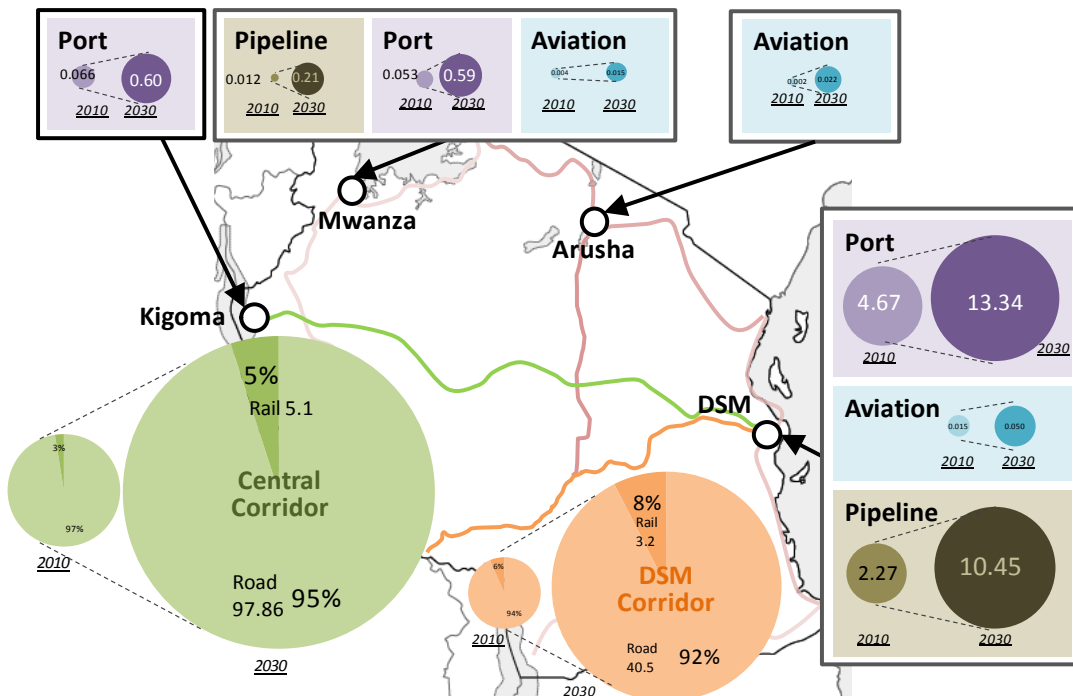 Port
0.066
0.60
2010
2030
Pipeline
0.012
0.21
2010
2030
Port
0.053
0.59
2010
2030
Aviation
0.004
0.015
2010
2030
Aviation
0.002
0.022
2010
2030
Mwanza
Arusha
Kigoma
DSM
Port
4.67
13.34
2010
2030
Aviation
0.015
0.050
2010
2030
Pipeline
2.27
10.45
2010
2030
3%
97%
2010
5%
Rail 5.1
Central
Corridor
Road
97.86
95%
2030
6%
94%
2010
8%
Rail
3.2
DSM
Corridor
Road
40.5
92%
2030